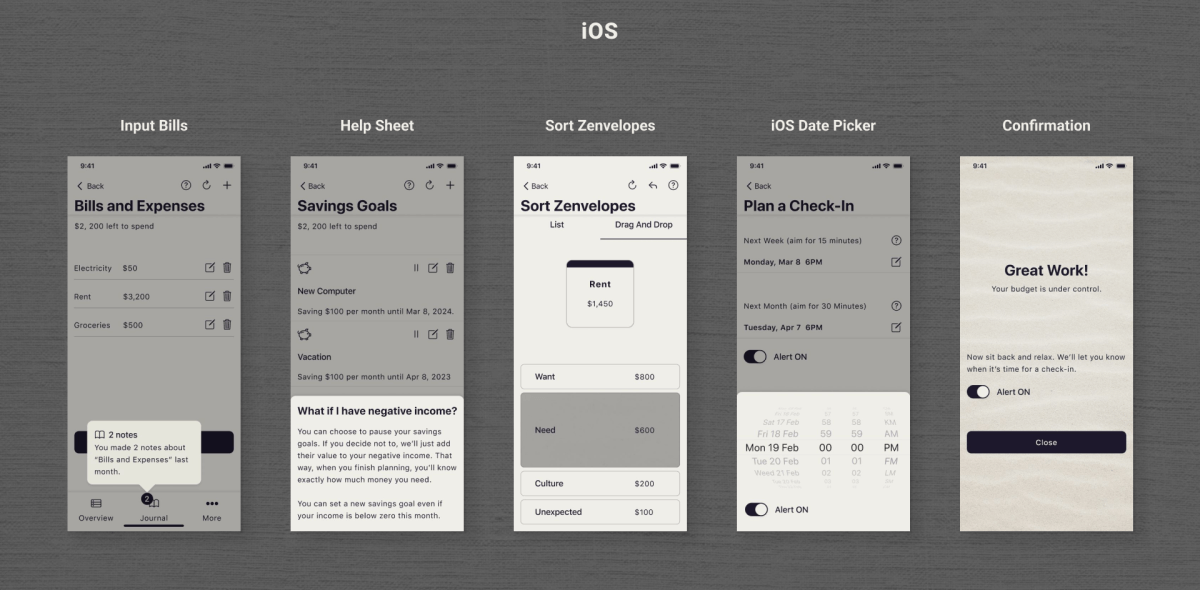 iOS
Input Bills
9:41
Back
Bills and Expenses
$2, 200 left to spend
Electricity $50
Rent $3,200
Groceries $500
2 notes
You made 2 notes about
“Bills and Expenses” last
month.
2
Overview Journal More
Help Sheet
9:41
Back
Savings Goals
$2, 200 left to spend
New Computer
Saving $100 per month until Mar 8, 2024.
Vacation
Saving $100 per month until Apr 8, 2023
What if I have negative income?
You can choose to pause your savings
goals. If you decide not to, we’ll just add
their value to your negative income. That
way, when you finish planning, you’ll know
exactly how much money you need.
You can set a new savings goal even if
your income is below zero this month.
Sort Zenvelopes
9:41
Back
Sort Zenvelopes
List Drag And Drop
Rent
$1,450
Want $800
Need $600
Culture $200
Unexpected $100
iOS Date Picker
9:41
Back
Plan a Check-In
Next Week (aim for 15 minutes)
Monday, Mar 8 6PM
Next Month (aim for 30 Minutes)
Tuesday, Apr 7 6PM
Alert ON
Sat 17 Feb 58 58
Fri 18 Feb 59 59 AM
Mon 19 Feb 00 00 PM
Tue 20 Feb 01 01 FM
Weed 21 Feb 02 02 LM
Alert ON
Confirmation
9:41
Great Work!
Your budget is under control.
Now sit back and relax. We’ll let you know
when it’s time for a check-in.
Alert ON
Close